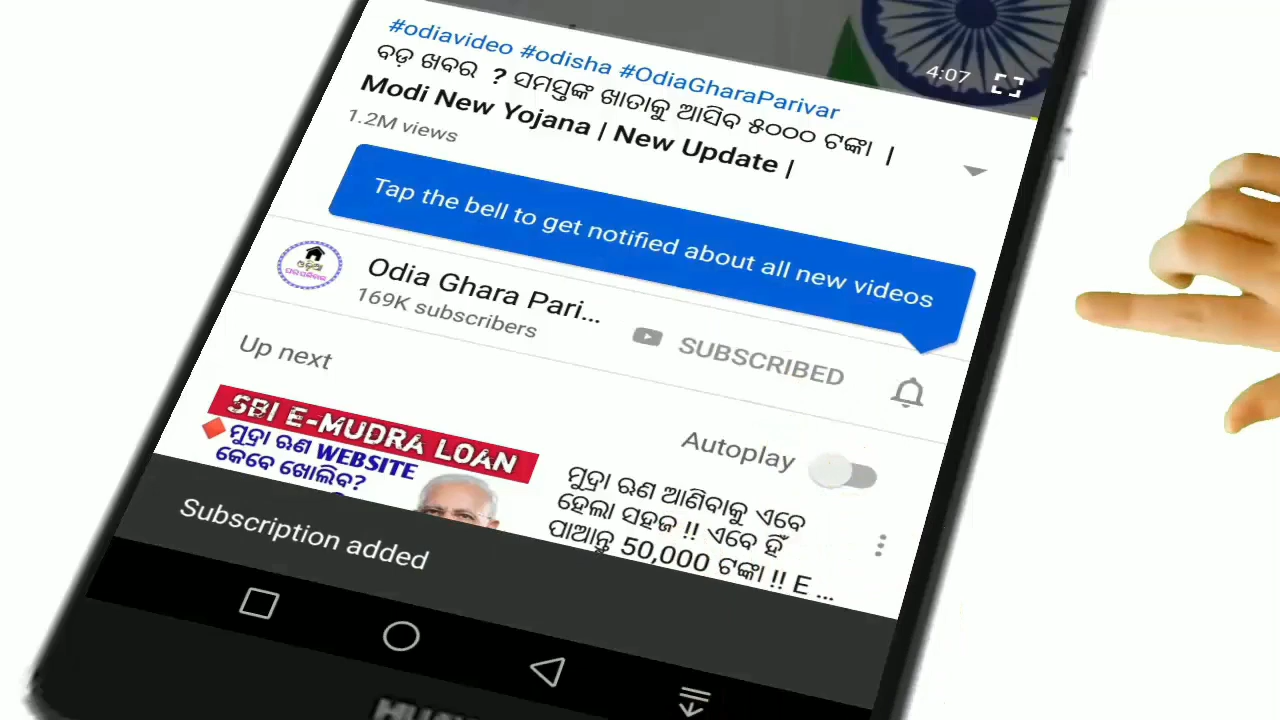 4:07
#odiavideo #odisha #OdiaGharaParivar
ବଡ଼ ଖବର ? ସମସ୍ତଙ୍କ ଖାତାକୁ ଆସିବ ୫୦୦୦ ଟଙ୍କା |
Modi New Yojana | New Update |
1.2M views
Tap the bell to get notified about all new videos
Odia Ghara Pari...
169K subscribers
SUBSCRIBED
Up next
Autoplay
SBI E-MUDRA LOAN
ମୁଦ୍ରା ଋଣ WEBSITE
କେବେ ଖୋଲିବ?
ମୁଦ୍ରା ଋଣ ଆଣିବାକୁ ଏବେ
ହେଲା ସହଜ !! ଏବେ ହିଁ
ପାଆନ୍ତୁ 50,000 ଟଙ୍କା !! E ...
Subscription added